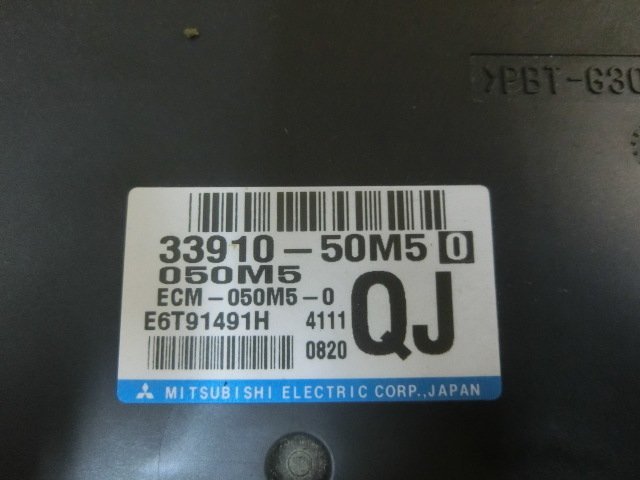 >PBT-G30
33910-50M5 0
050M5
ECM-050M5-0
E6T91491H 4111
0820
QJ
MITSUBISHI ELECTRIC CORP.,JAPAN